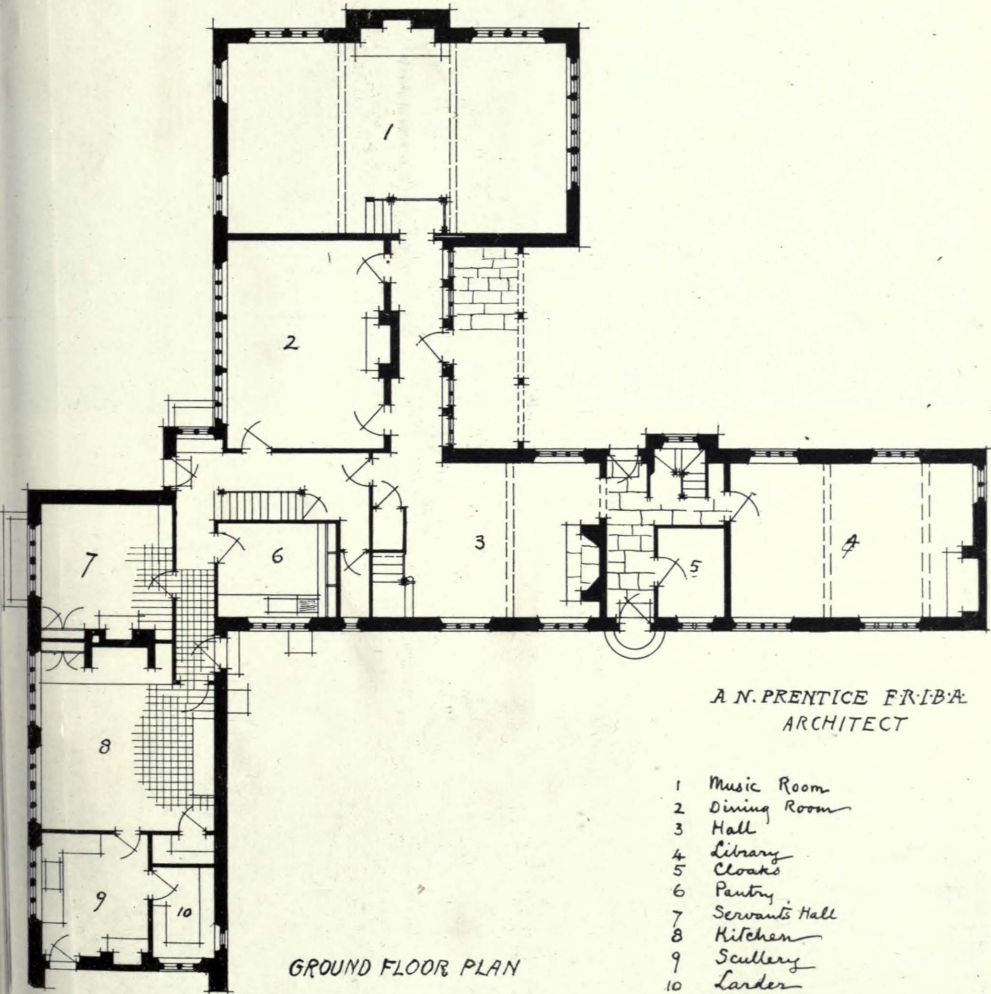 1
2
3
4
5
6
7
8
9
10
A N. PRENTICE F·R·I·B·A·
ARCHITECT
1 Music Room
2 Dining Room
3 Hall
4 Library
5 Cloaks
6 Pantry
7 Servants Hall
8 Kitchen
9 Scullery
10 Larder
GROUND FLOOR PLAN